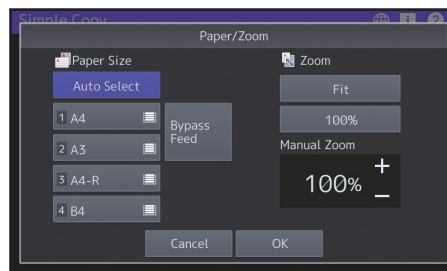 Simple Copy
Paper/Zoom
Paper Size
Zoom
Auto Select
Fit
1 A4
100%
Bypass
Feed
2 A3
Manual Zoom
3 A4-R
100%
+
−
4 B4
Cancel
OK